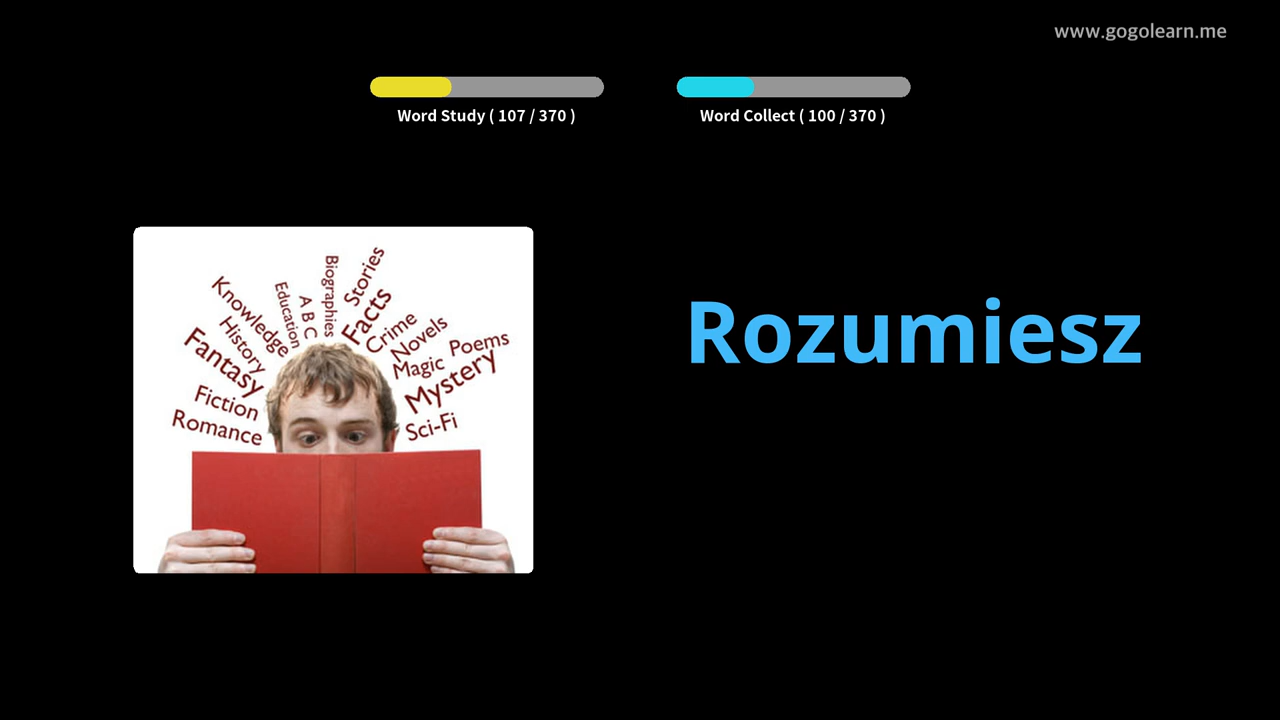 www.gogolearn.me
Word Study ( 107 / 370 )
Word Collect ( 100 / 370 )
Rozumiesz
Stories
Biographies
Facts
A B C
Education
Knowledge
Crime
Novels
History
Poems
Fantasy
Magic
Mystery
Fiction
Romance
Sci-Fi